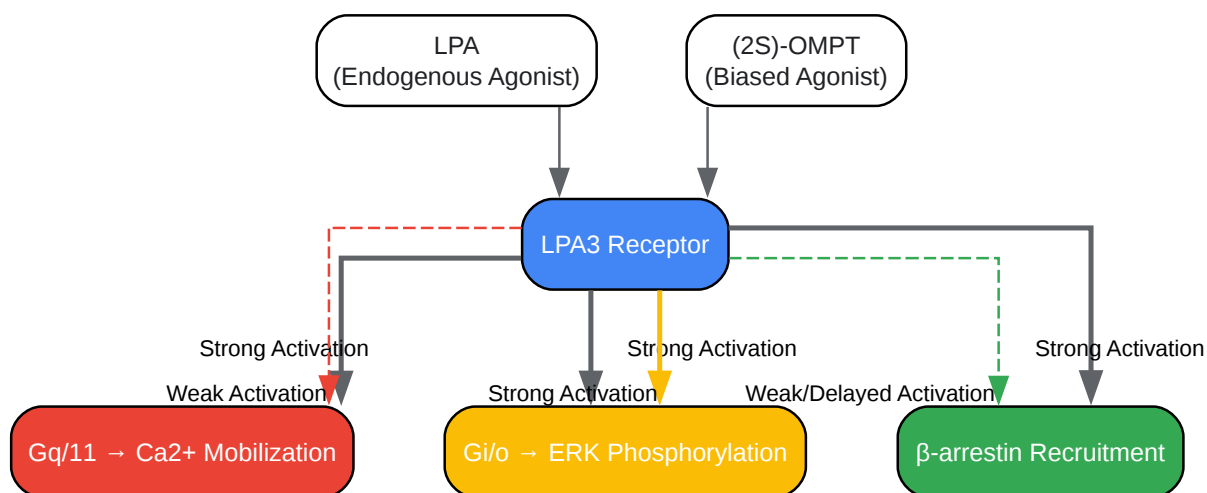 LPA
(Endogenous Agonist)
(2S)-OMPT
(Biased Agonist)
LPA3 Receptor
Strong Activation
Strong Activation
Strong Activation
Weak Activation
Strong Activation
Weak/Delayed Activation
Gq/11 → Ca2+ Mobilization
Gi/o → ERK Phosphorylation
β-arrestin Recruitment